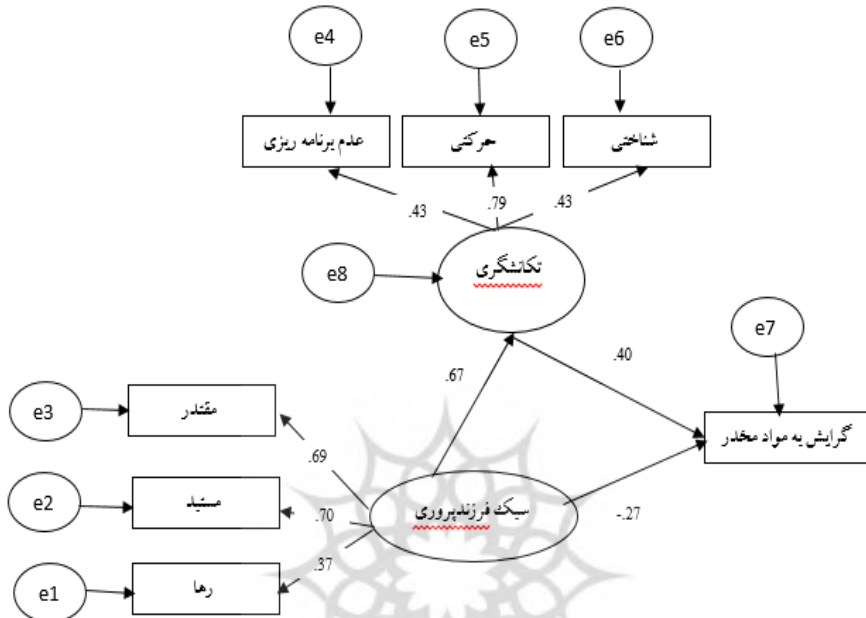 e4
e5
e6
عدم برنامه ریزی
حرکتی
شناختی
.43
.79
.43
تکانشگری
e8
e7
.67
.40
e3
مقتدر
گرایش به مواد مخدر
.69
e2
مستبد
.70
سبک فرزندپروری
-.27
.37
e1
رها